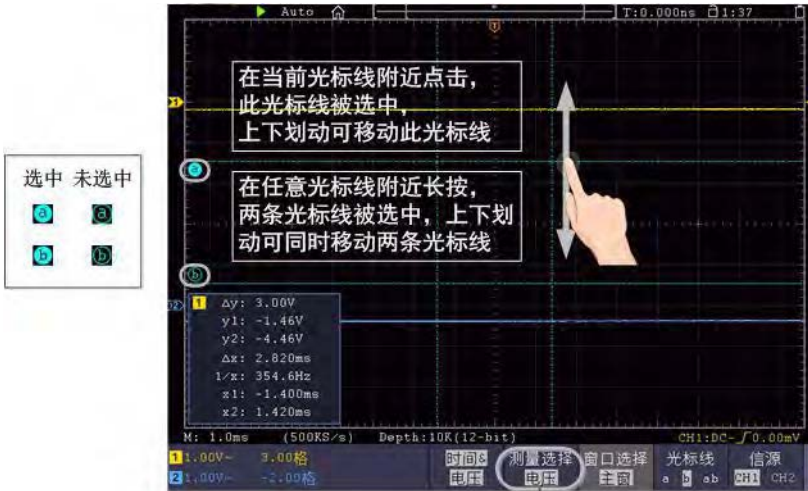 选中 未选中
a a
b b
Auto
T:0.000ns 1:37
T
1
在当前光标线附近点击，
此光标线被选中，
上下划动可移动此光标线
a
在任意光标线附近长按，
两条光标线被选中，上下划
动可同时移动两条光标线
b
2
1 Δy: 3.00V
y1: -1.46V
y2: -4.46V
Δx: 2.820ms
1/x: 354.6Hz
x1: -1.400ms
x2: 1.420ms
M: 1.0ms (500KS/s) Depth:10K(12-bit) CH1:DC- 0.00mV
1 1.00V~ 3.00格 时间& 测量选择 窗口选择 光标线 信源
2 1.00V~ -2.00格 电压 电压 主窗 a b ab CH1 CH2